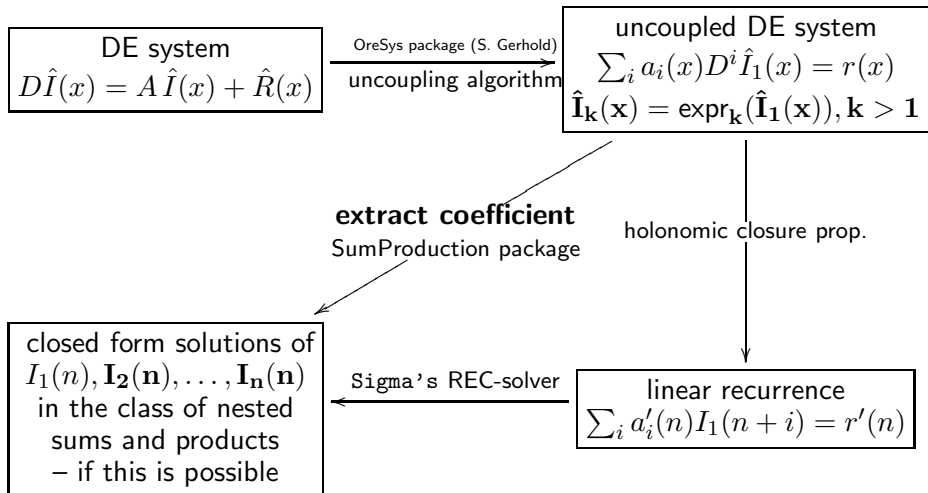 DE system
DÎ(x) = A Î(x) + R̂(x)
OreSys package (S. Gerhold)
uncoupling algorithm
uncoupled DE system
∑_i a_i(x)D^i Î_1(x) = r(x)
Î_k(x) = expr_k(Î_1(x)), k > 1
extract coefficient
SumProduction package
holonomic closure prop.
closed form solutions of
I_1(n), I_2(n), . . . , I_n(n)
in the class of nested
sums and products
– if this is possible
Sigma's REC-solver
linear recurrence
∑_i a'_i(n)I_1(n + i) = r'(n)